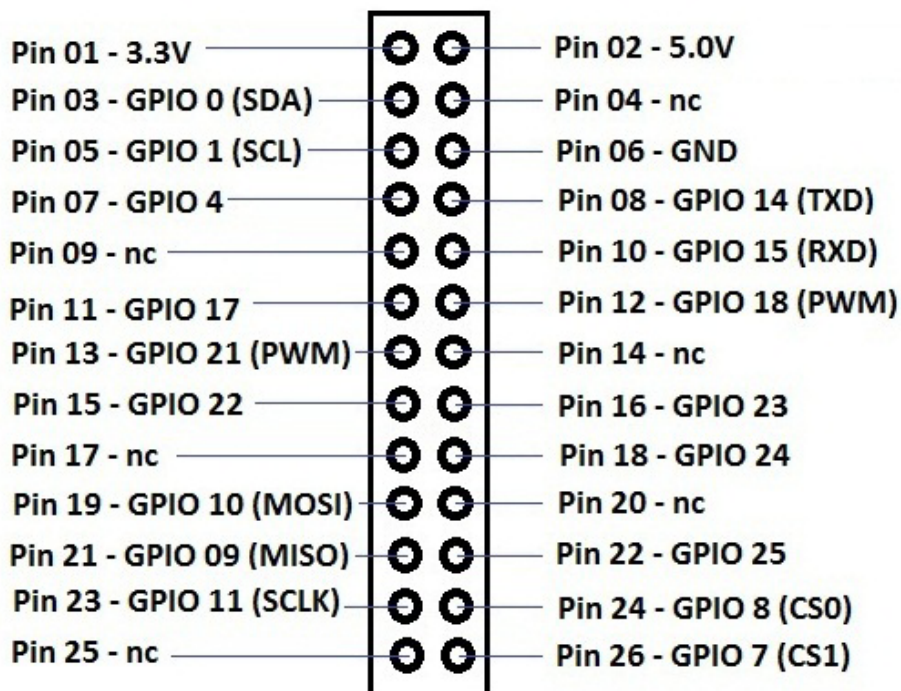 Pin 01 - 3.3V
Pin 02 - 5.0V
Pin 03 - GPIO 0 (SDA)
Pin 04 - nc
Pin 05 - GPIO 1 (SCL)
Pin 06 - GND
Pin 07 - GPIO 4
Pin 08 - GPIO 14 (TXD)
Pin 09 - nc
Pin 10 - GPIO 15 (RXD)
Pin 11 - GPIO 17
Pin 12 - GPIO 18 (PWM)
Pin 13 - GPIO 21 (PWM)
Pin 14 - nc
Pin 15 - GPIO 22
Pin 16 - GPIO 23
Pin 17 - nc
Pin 18 - GPIO 24
Pin 19 - GPIO 10 (MOSI)
Pin 20 - nc
Pin 21 - GPIO 09 (MISO)
Pin 22 - GPIO 25
Pin 23 - GPIO 11 (SCLK)
Pin 24 - GPIO 8 (CS0)
Pin 25 - nc
Pin 26 - GPIO 7 (CS1)